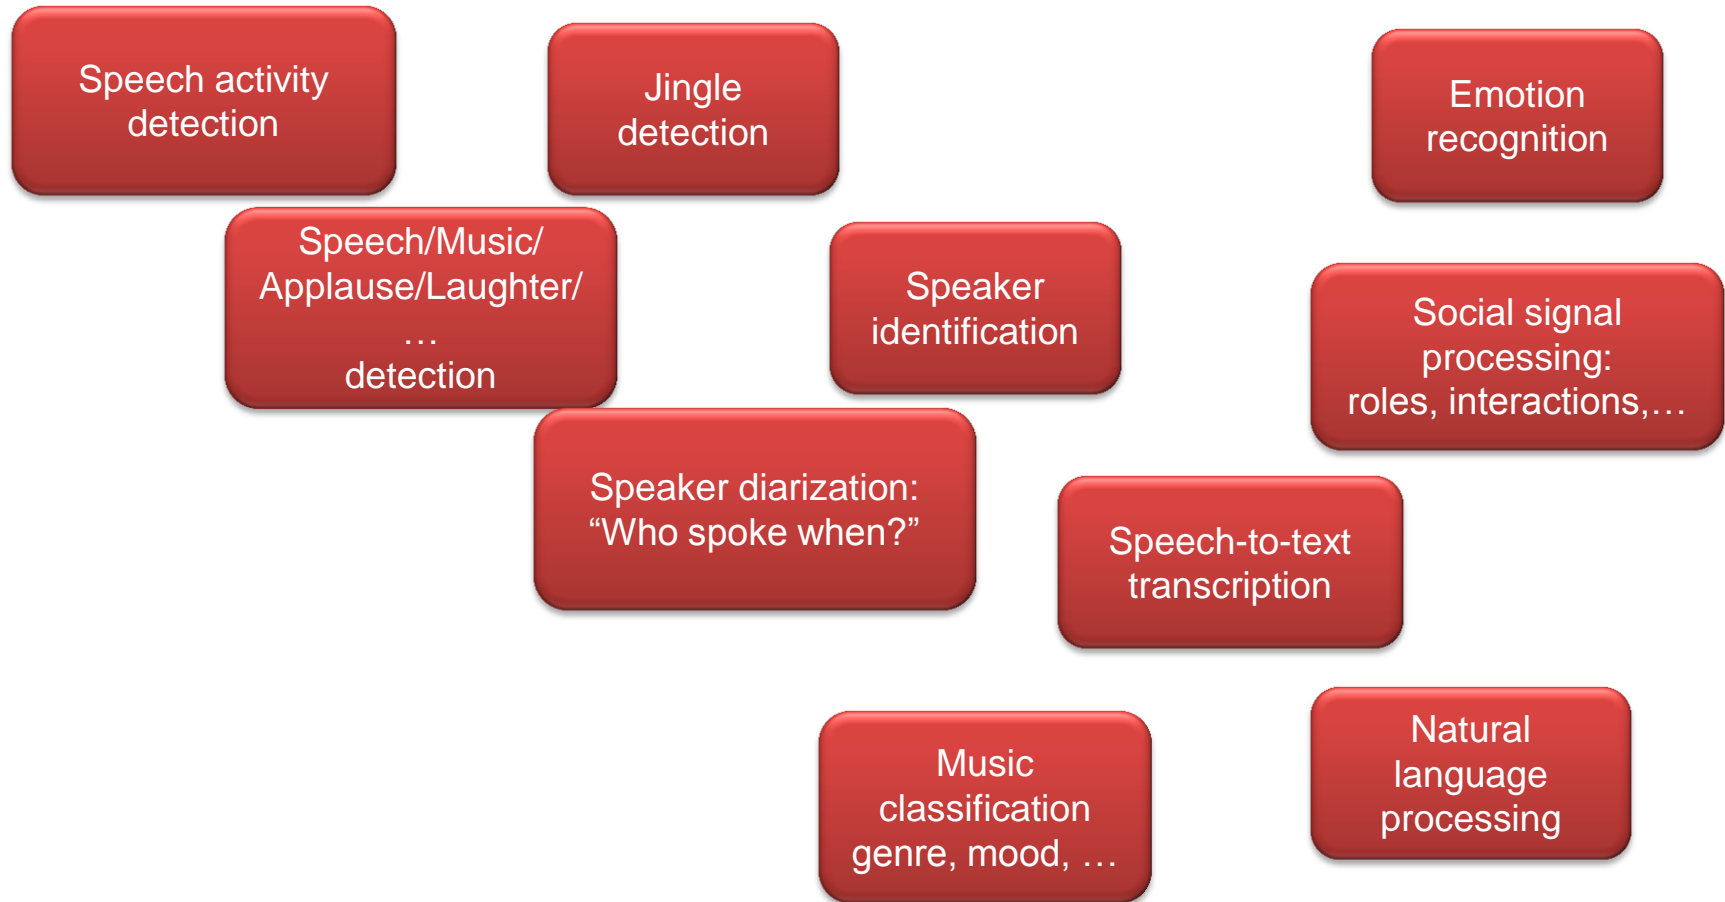 Speech activity
detection
Jingle
detection
Emotion
recognition
Speech/Music/
Applause/Laughter/
…
detection
Speaker
identification
Social signal
processing:
roles, interactions,…
Speaker diarization:
“Who spoke when?”
Speech-to-text
transcription
Music
classification
genre, mood, …
Natural
language
processing